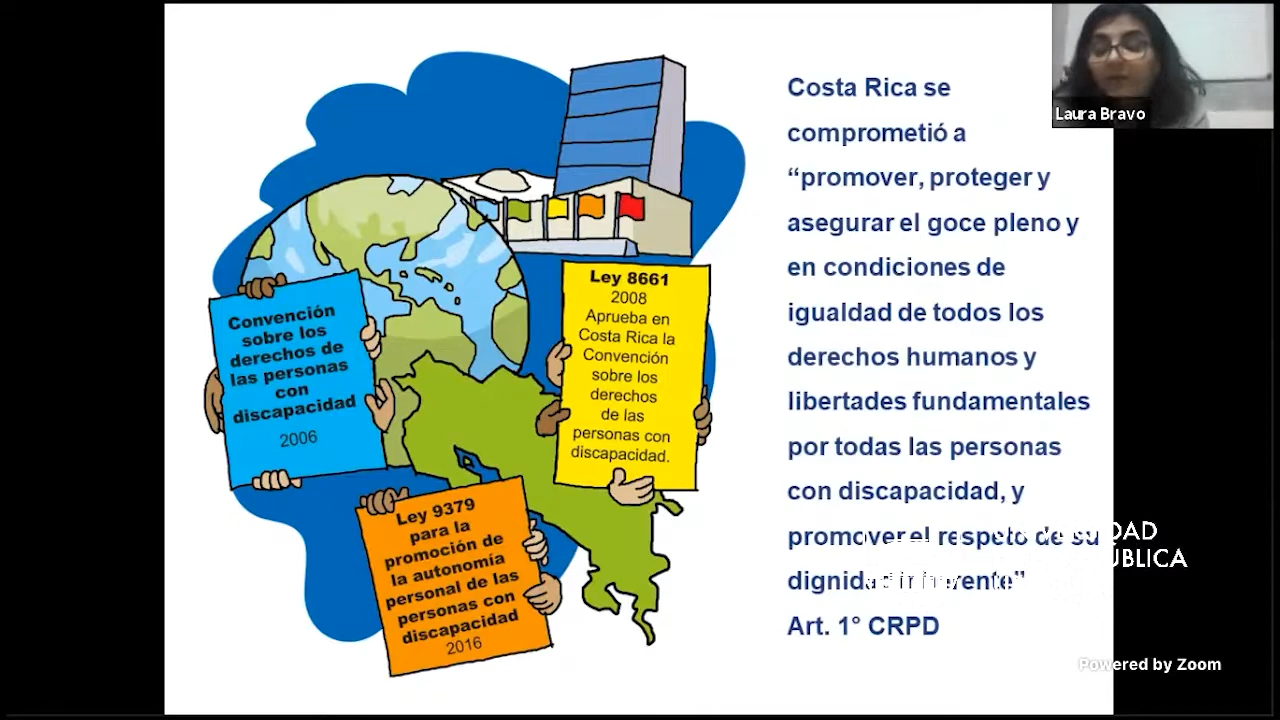 Costa Rica se
comprometió a
“promover, proteger y
asegurar el goce pleno y
en condiciones de
igualdad de todos los
derechos humanos y
libertades fundamentales
por todas las personas
con discapacidad, y
promover el respeto de su
dignidad inherente”
Art. 1° CRPD
Laura Bravo
Convención
sobre los
derechos de
las personas
con
discapacidad
2006
Ley 8661
2008
Aprueba en
Costa Rica la
Convención
sobre los
derechos
de las
personas con
discapacidad.
Ley 9379
para la
promoción de
la autonomía
personal de las
personas con
discapacidad
2016
Powered by Zoom